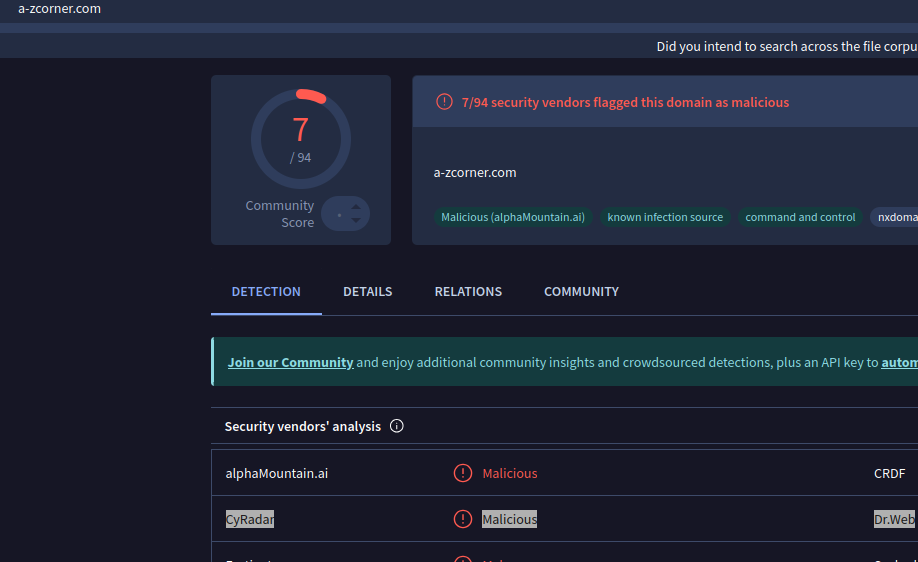 a-zcorner.com
Did you intend to search across the file corpu
7/94 security vendors flagged this domain as malicious
7
/ 94
Community
Score
a-zcorner.com
Malicious (alphaMountain.ai) known infection source command and control nxdoma
DETECTION DETAILS RELATIONS COMMUNITY
Join our Community and enjoy additional community insights and crowdsourced detections, plus an API key to autom
Security vendors' analysis
alphaMountain.ai Malicious CRDF
CyRadar Malicious Dr.Web